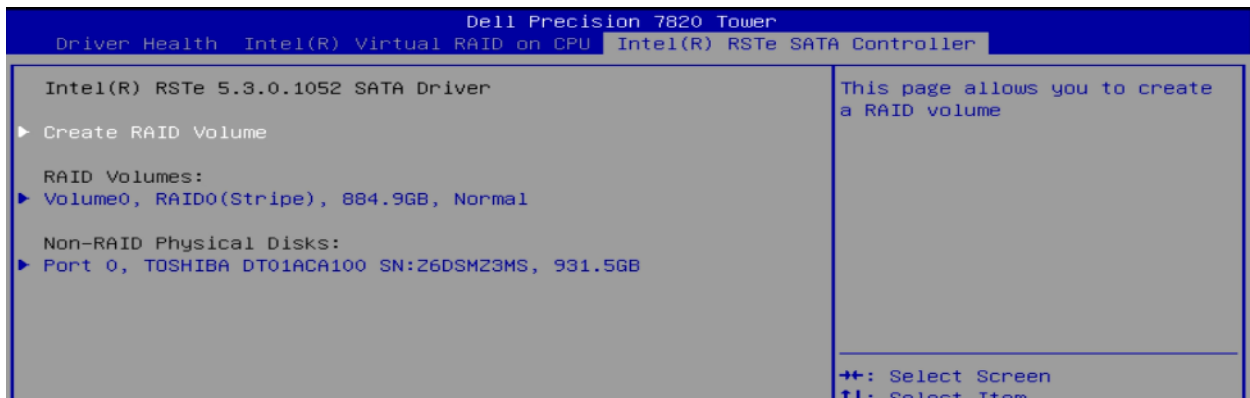 Dell Precision 7820 Tower
Driver Health Intel(R) Virtual RAID on CPU Intel(R) RSTe SATA Controller
Intel(R) RSTe 5.3.0.1052 SATA Driver
Create RAID Volume
RAID Volumes:
Volume0, RAID0(Stripe), 884.9GB, Normal
Non-RAID Physical Disks:
Port 0, TOSHIBA DT01ACA100 SN:Z6DSMZ3MS, 931.5GB
This page allows you to create
a RAID volume
→←: Select Screen
↑↓: Select Item